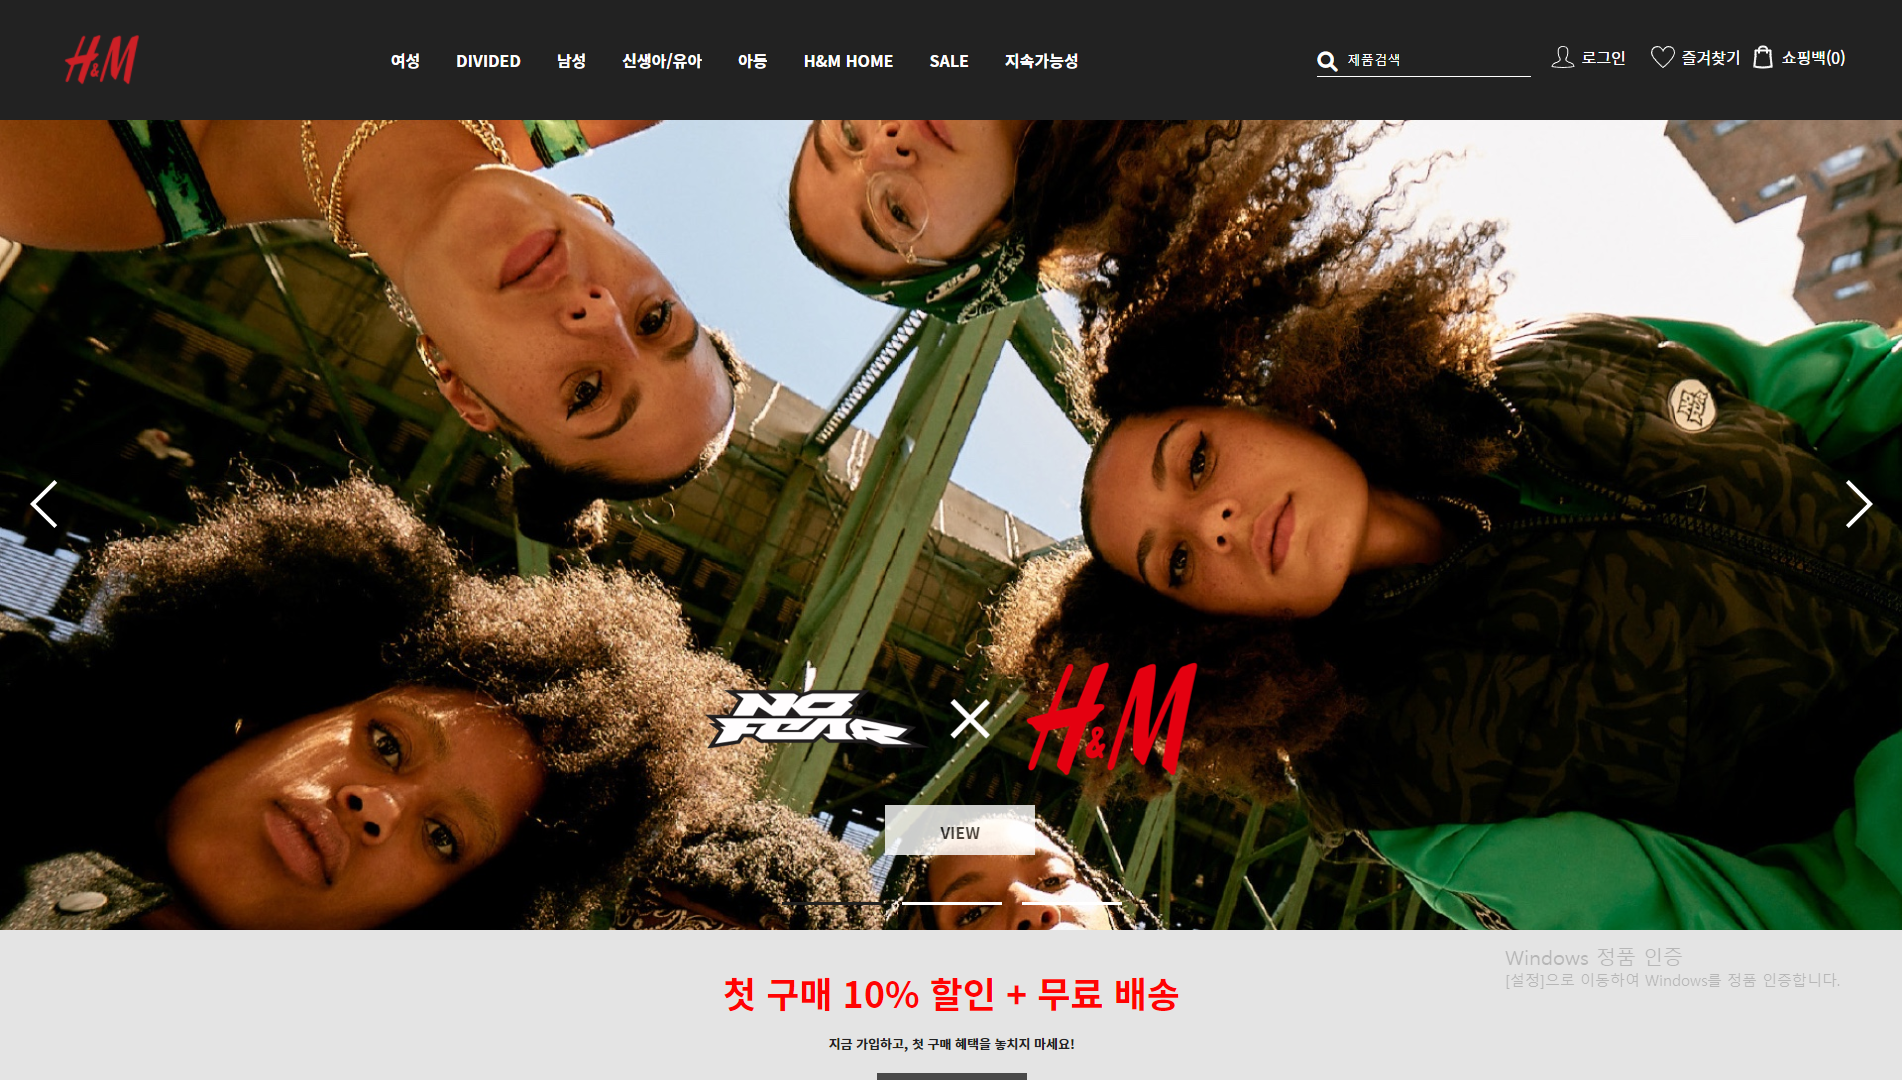 H&M
여성 DIVIDED 남성 신생아/유아 아동 H&M HOME SALE 지속가능성
제품검색
로그인 즐겨찾기 쇼핑백(0)
NO FEAR × H&M
VIEW
첫 구매 10% 할인 + 무료 배송
지금 가입하고, 첫 구매 혜택을 놓치지 마세요!
Windows 정품 인증
[설정]으로 이동하여 Windows를 정품 인증합니다.